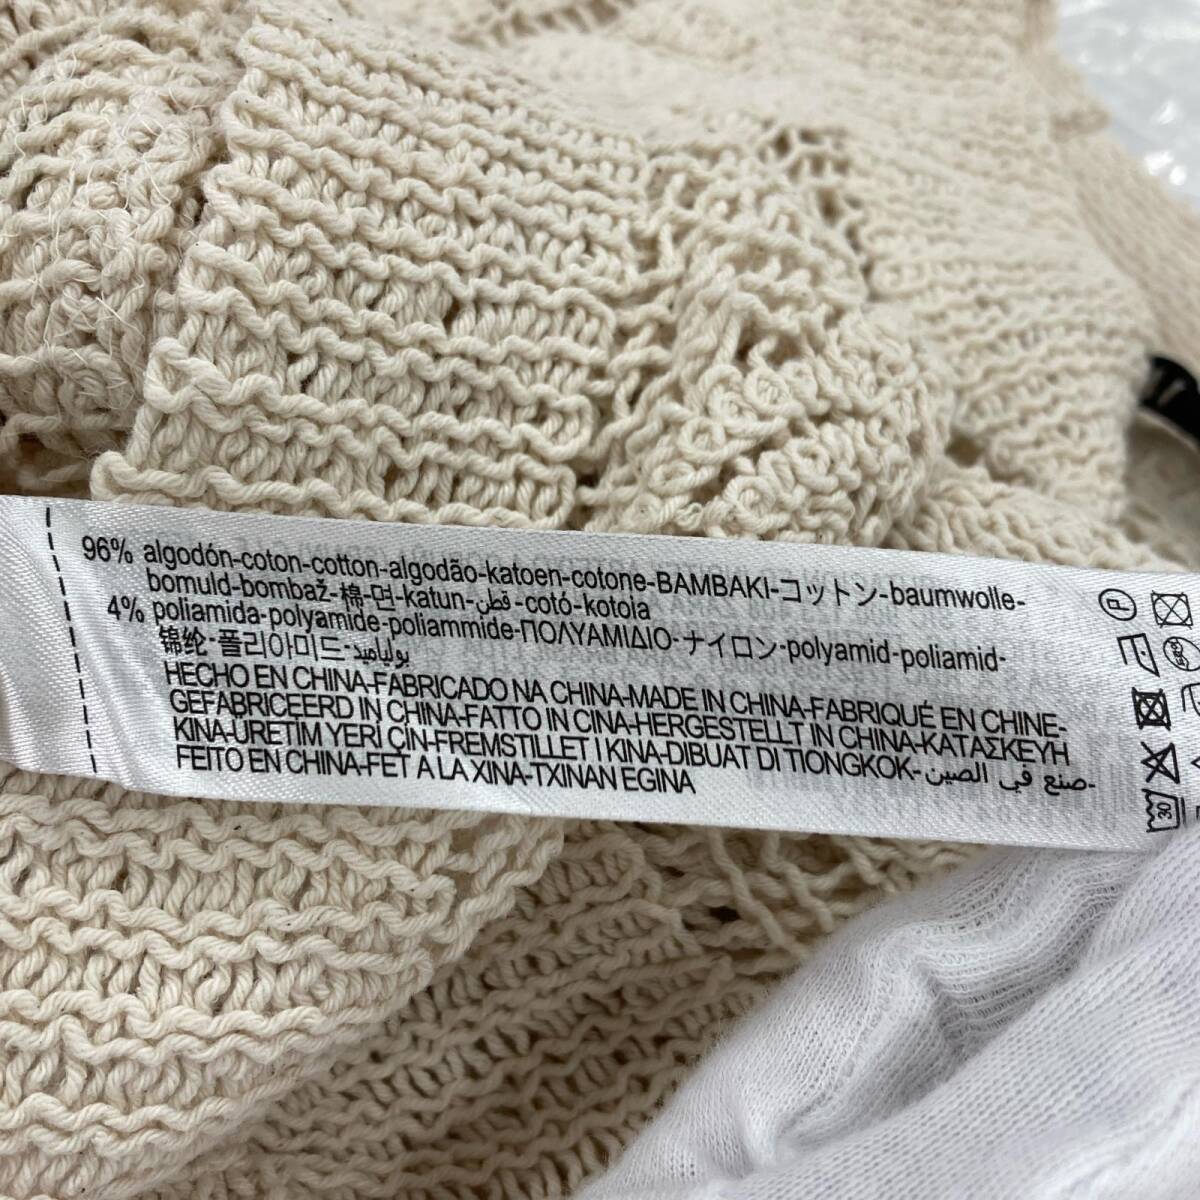 96% algodón-coton-cotton-algodão-katoen-cotone-BAMBAKI-コットン-baumwolle-
bomuld-bombaž-棉-면-katun-قطن-cotó-kotoia
4% poliamida-polyamide-poliammide-ΠΟΛΥΑΜΙΔΙΟ-ナイロン-polyamid-poliamid-
锦纶-폴리아미드-بولياميد
HECHO EN CHINA-FABRICADO NA CHINA-MADE IN CHINA-FABRIQUÉ EN CHINE-
GEFABRICEERD IN CHINA-FATTO IN CINA-HERGESTELLT IN CHINA-ΚΑΤΑΣΚΕΥΗ
KINA-ÜRETIM YERI ÇIN-FREMSTILLET I KINA-DIBUAT DI TIONGKOK-صنع في الصين-
FEITO EN CHINA-FET A LA XINA-TXINAN EGINA
P
30